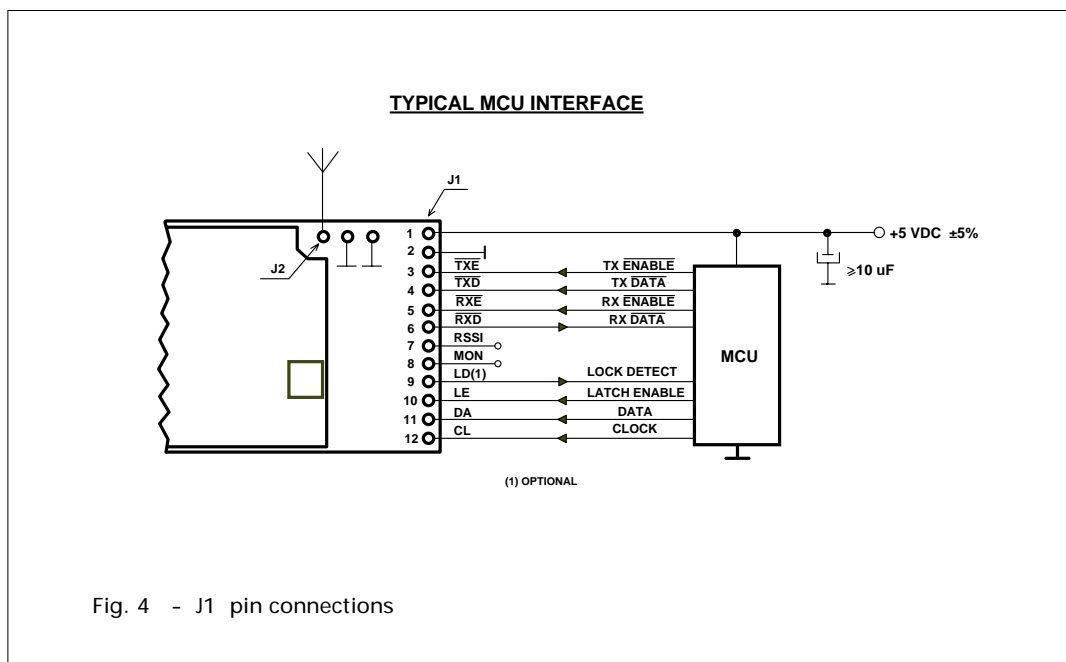 TYPICAL MCU INTERFACE
J1
J2
1 +5 VDC ±5%
2
3 TXE TX ENABLE
4 TXD TX DATA
5 RXE RX ENABLE
6 RXD RX DATA
7 RSSI
8 MON
9 LD(1) LOCK DETECT
10 LE LATCH ENABLE
11 DA DATA
12 CL CLOCK
≥10 uF
MCU
(1) OPTIONAL
Fig. 4 - J1 pin connections